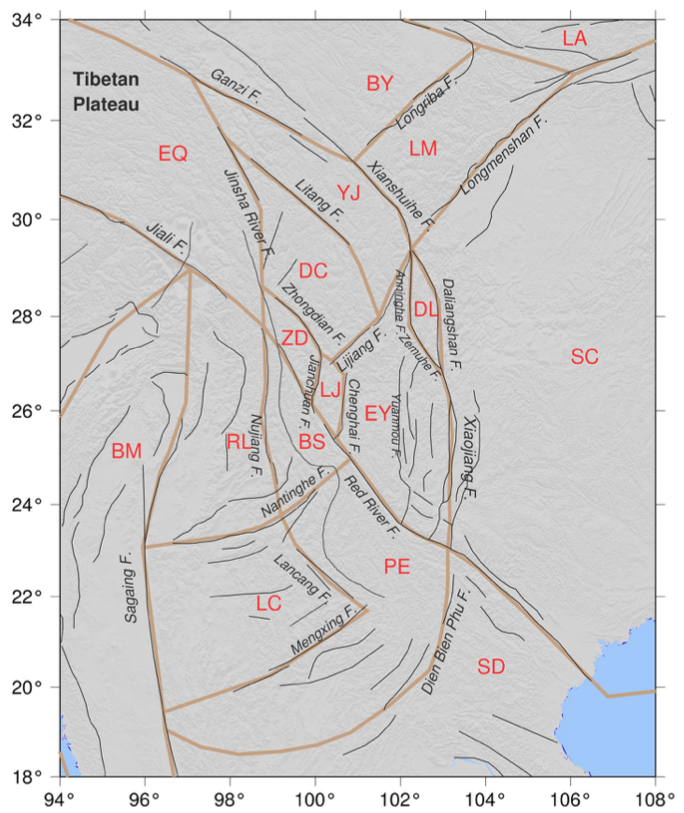 34°
32°
30°
28°
26°
24°
22°
20°
18°
94°
96°
98°
100°
102°
104°
106°
108°
Tibetan
Plateau
LA
BY
Ganzi F.
Longriba F.
LM
EQ
Longmenshan F.
Xianshuihe F.
YJ
Litang F.
Jinsha River F.
Jiali F.
DC
Zhongdian F.
Anninghe F.
DL
Daliangshan F.
ZD
Lijiang F.
Zemuhe F.
SC
Jianchuan F.
LJ
Chenghai F.
EY
Yuanmou F.
Xiaojiang F.
BM
RL
Nujiang F.
BS
Nantinghe F.
Red River F.
Sagaing F.
Lancang F.
PE
LC
Mengxing F.
Dien Bien Phu F.
SD